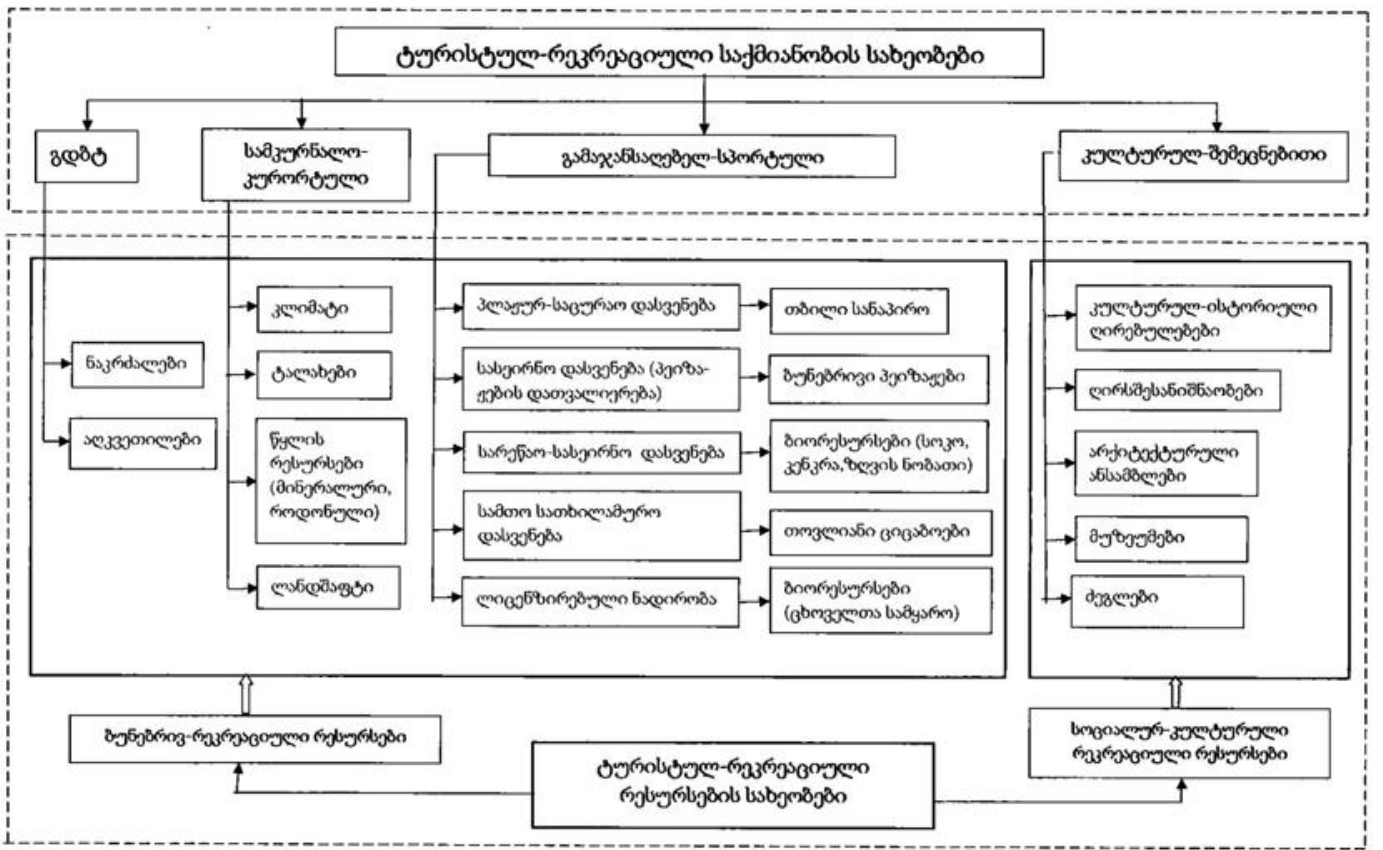 ტურისტულ-რეკრეაციული საქმიანობის სახეობები
გდბტ
სამკურნალო-
კურორტული
გამაჯანსაღებელ-სპორტული
კულტურულ-შემეცნებითი
ნაკრძალები
აღკვეთილები
კლიმატი
ტალახები
წყლის
რესურსები
(მინერალური,
როდონული)
ლანდშაფტი
პლაჟურ-საცურაო დასვენება
სასეირნო დასვენება (პეიზა-
ჟების დათვალიერება)
სარეწაო-სასეირნო დასვენება
სამთო სათხილამურო
დასვენება
ლიცენზირებული ნადირობა
თბილი სანაპირო
ბუნებრივი პეიზაჟები
ბიორესურსები (სოკო,
კენკრა,ზღვის ნობათი)
თოვლიანი ციცაბოები
ბიორესურსები
(ცხოველთა სამყარო)
კულტურულ-ისტორიული
ღირებულებები
ღირსშესანიშნაობები
არქიტექტურული
ანსამბლები
მუზეუმები
ძეგლები
ბუნებრივ-რეკრეაციული რესურსები
სოციალურ-კულტურული
რეკრეაციული რესურსები
ტურისტულ-რეკრეაციული
რესურსების სახეობები